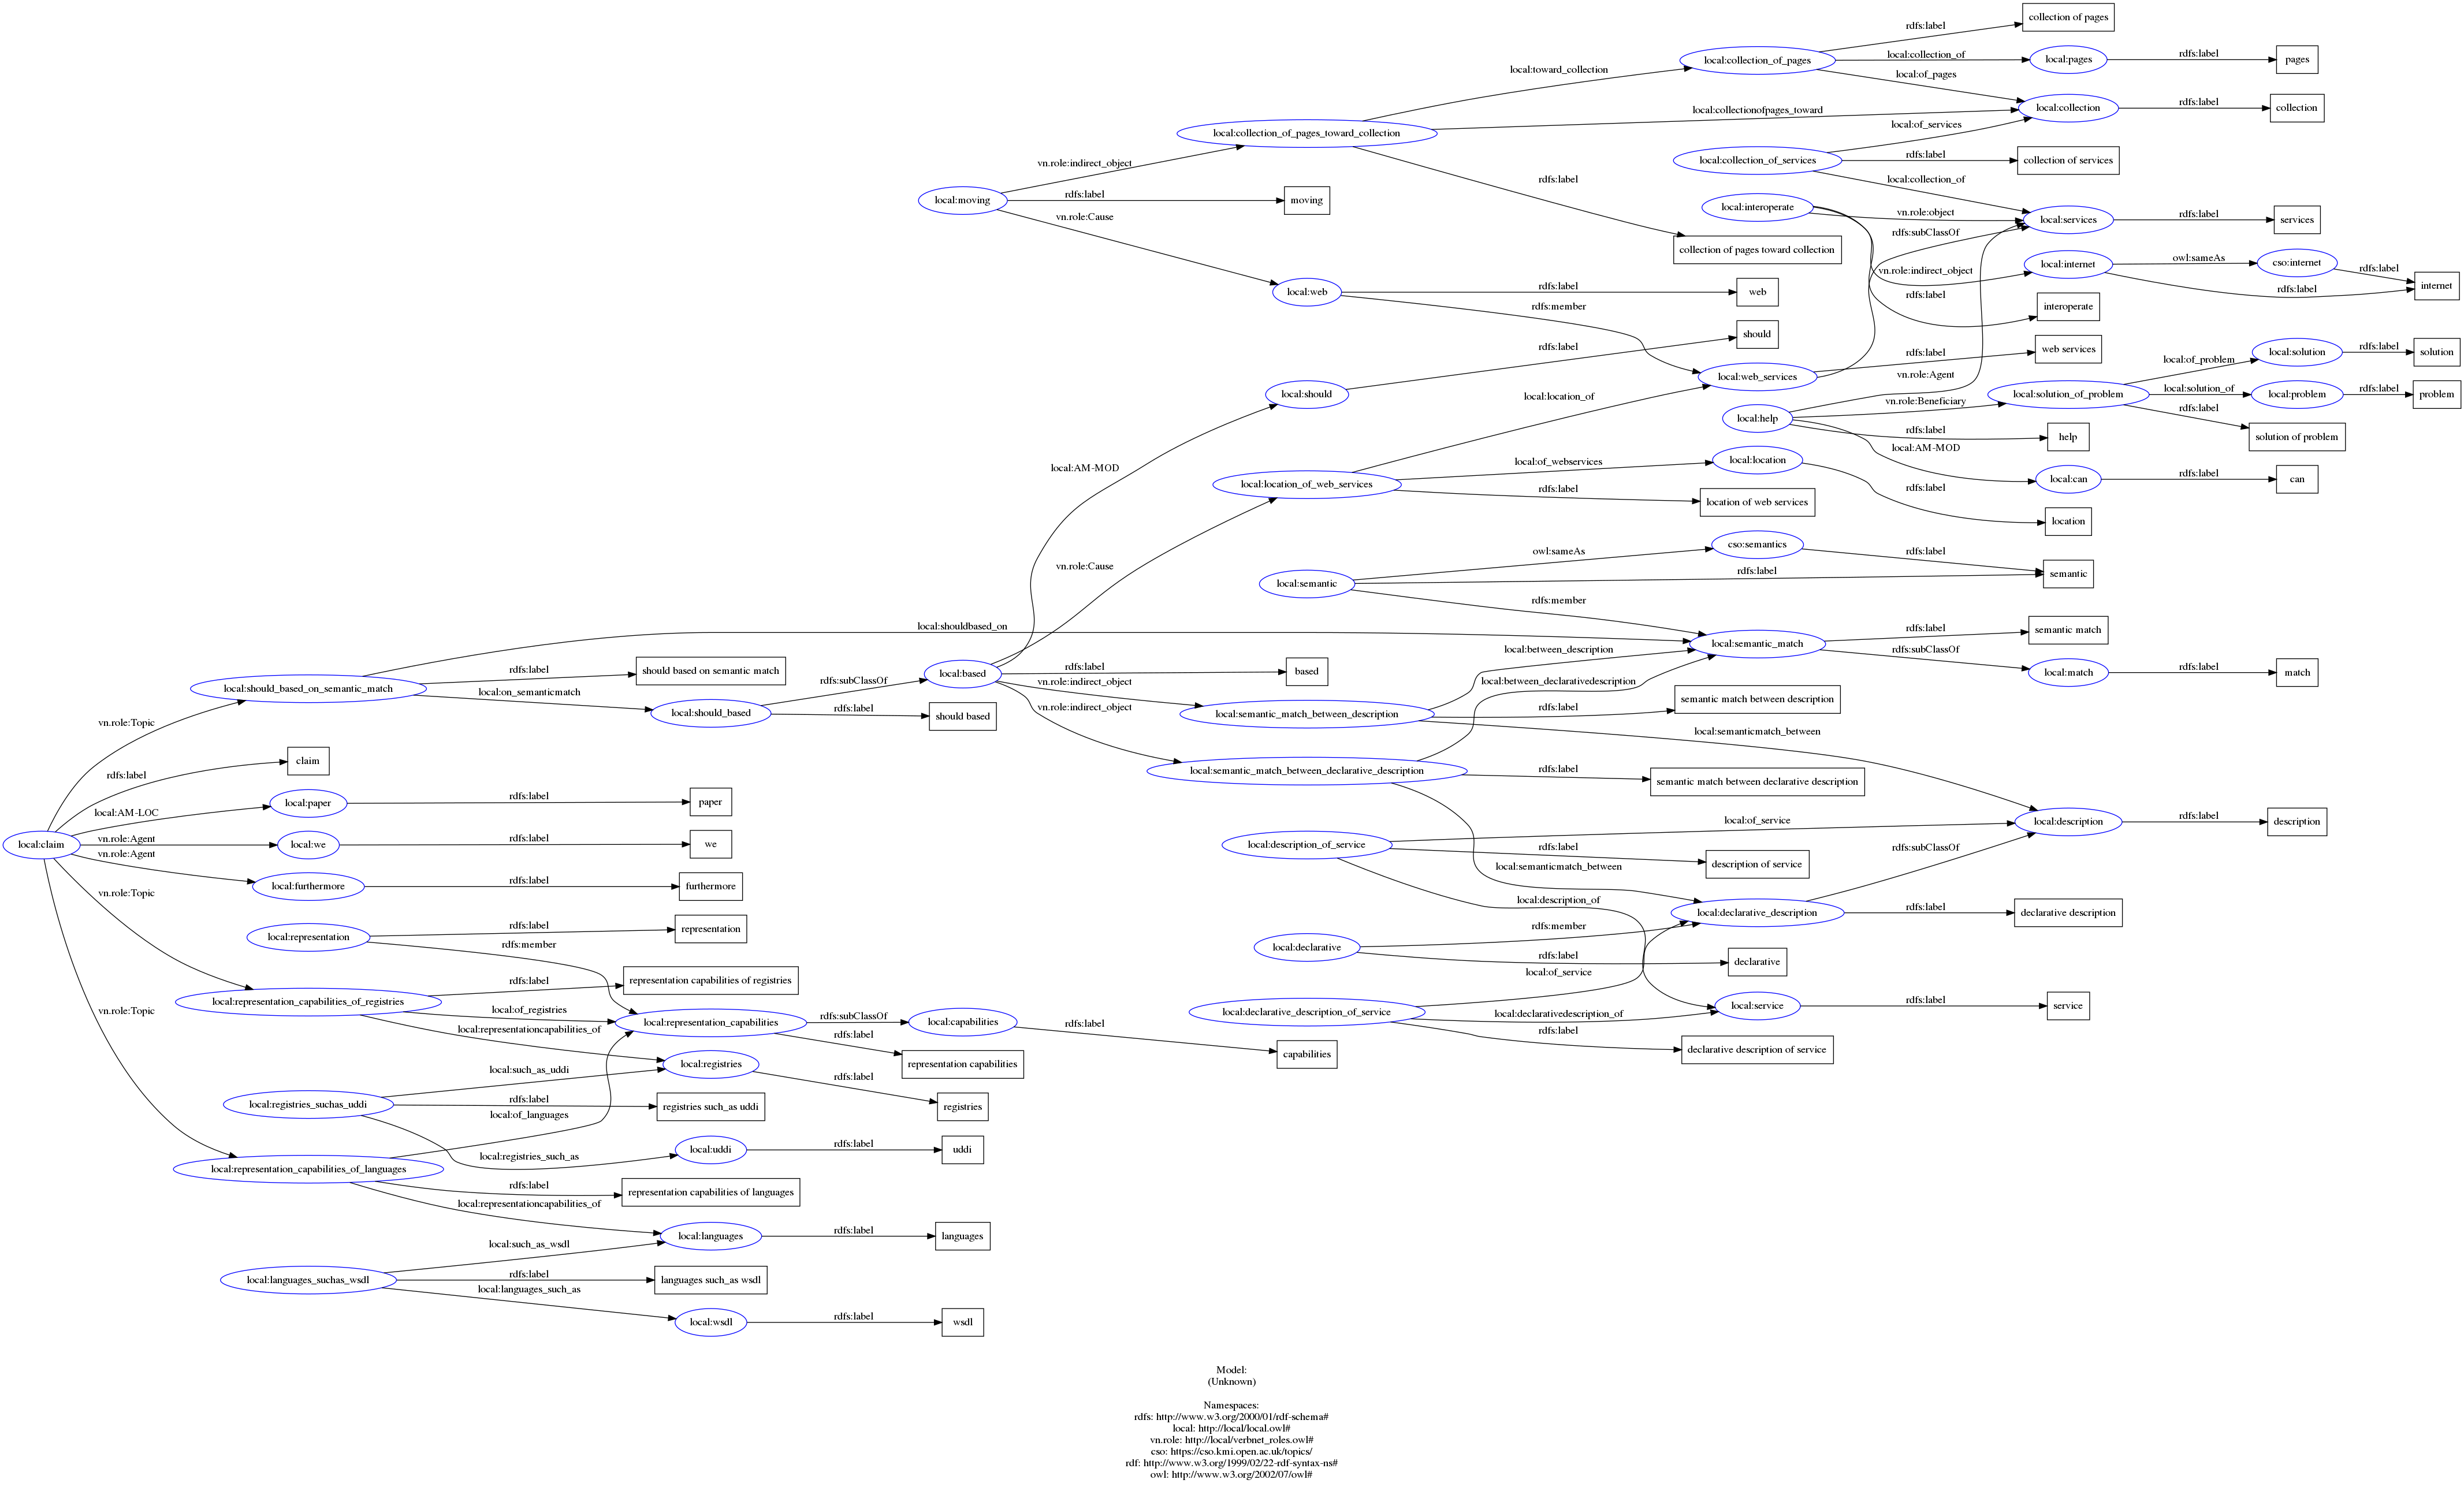 rdfs:label
collection of pages
local:collection_of_pages
local:collection_of
local:pages
rdfs:label
pages
local:toward_collection
local:of_pages
local:collectionofpages_toward
local:collection
rdfs:label
collection
local:collection_of_pages_toward_collection
local:of_services
local:collection_of_services
rdfs:label
collection of services
vn.role:indirect_object
rdfs:label
local:collection_of
local:moving
rdfs:label
moving
local:interoperate
vn.role:object
local:services
rdfs:label
services
vn.role:Cause
rdfs:subClassOf
collection of pages toward collection
local:internet
owl:sameAs
cso:internet
rdfs:label
vn.role:indirect_object
rdfs:label
internet
local:web
rdfs:label
web
rdfs:label
interoperate
rdfs:member
should
rdfs:label
rdfs:label
web services
local:solution
rdfs:label
solution
local:of_problem
local:web_services
vn.role:Agent
local:should
local:location_of
vn.role:Beneficiary
local:solution_of_problem
local:solution_of
local:problem
rdfs:label
problem
local:help
rdfs:label
rdfs:label
help
solution of problem
local:AM-MOD
local:AM-MOD
local:of_webservices
local:location
local:can
rdfs:label
can
local:location_of_web_services
rdfs:label
rdfs:label
location of web services
location
vn.role:Cause
owl:sameAs
cso:semantics
rdfs:label
local:semantic
rdfs:label
semantic
rdfs:member
local:shouldbased_on
local:semantic_match
rdfs:label
semantic match
local:between_description
rdfs:subClassOf
local:match
rdfs:label
match
rdfs:label
should based on semantic match
local:should_based_on_semantic_match
local:on_semanticmatch
rdfs:subClassOf
local:based
rdfs:label
based
vn.role:indirect_object
local:between_declarativedescription
local:should_based
rdfs:label
should based
vn.role:indirect_object
local:semantic_match_between_description
rdfs:label
semantic match between description
vn.role:Topic
local:semanticmatch_between
rdfs:label
claim
local:semantic_match_between_declarative_description
rdfs:label
semantic match between declarative description
local:AM-LOC
local:paper
rdfs:label
paper
local:of_service
local:description
rdfs:label
description
local:claim
vn.role:Agent
local:we
rdfs:label
we
local:description_of_service
rdfs:label
description of service
rdfs:subClassOf
vn.role:Agent
local:furthermore
rdfs:label
furthermore
local:semanticmatch_between
vn.role:Topic
local:description_of
local:declarative_description
rdfs:label
declarative description
local:representation
rdfs:label
representation
rdfs:member
local:declarative
rdfs:member
rdfs:label
declarative
local:of_service
rdfs:label
representation capabilities of registries
local:representation_capabilities_of_registries
local:of_registries
vn.role:Topic
local:representation_capabilities
rdfs:subClassOf
local:capabilities
rdfs:label
capabilities
local:declarative_description_of_service
local:declarativedescription_of
local:service
rdfs:label
service
rdfs:label
declarative description of service
local:representationcapabilities_of
rdfs:label
representation capabilities
local:such_as_uddi
local:registries
rdfs:label
registries
local:registries_suchas_uddi
rdfs:label
registries such_as uddi
local:of_languages
local:registries_such_as
local:uddi
rdfs:label
uddi
local:representation_capabilities_of_languages
rdfs:label
representation capabilities of languages
local:representationcapabilities_of
local:languages
rdfs:label
languages
local:such_as_wsdl
local:languages_suchas_wsdl
rdfs:label
languages such_as wsdl
local:languages_such_as
local:wsdl
rdfs:label
wsdl
Model:
(Unknown)
Namespaces:
rdfs: http://www.w3.org/2000/01/rdf-schema#
local: http://local/local.owl#
vn.role: http://local/verbnet_roles.owl#
cso: https://cso.kmi.open.ac.uk/topics/
rdf: http://www.w3.org/1999/02/22-rdf-syntax-ns#
owl: http://www.w3.org/2002/07/owl#